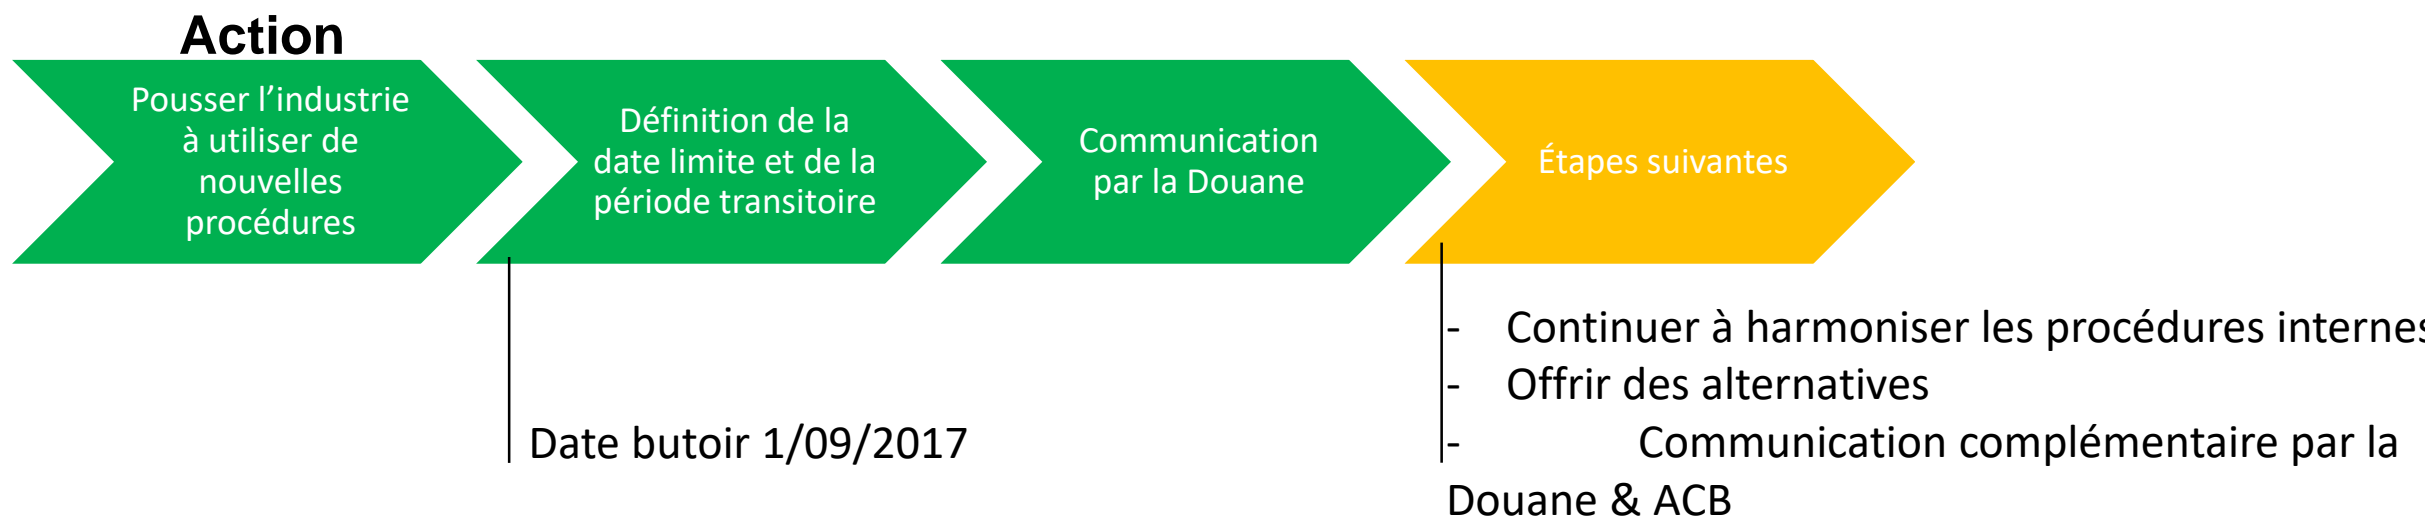 Action
Pousser l’industrie
à utiliser de
nouvelles
procédures
Définition de la
date limite et de la
période transitoire
Communication
par la Douane
Étapes suivantes
Date butoir 1/09/2017
- Continuer à harmoniser les procédures internes
- Offrir des alternatives
- Communication complémentaire par la
Douane & ACB